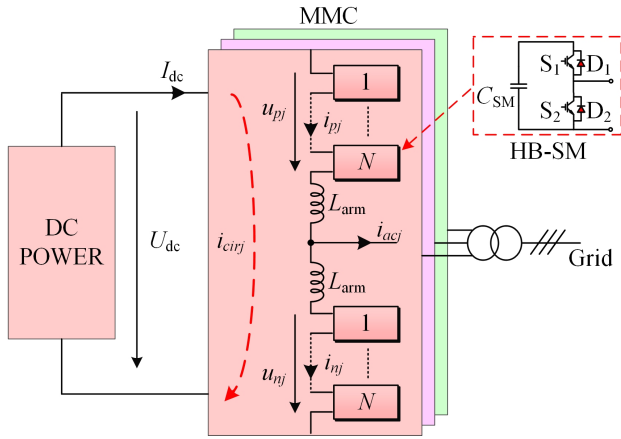 MMC
I_dc
1
S_1
D_1
C_SM
u_pj
i_pj
S_2
D_2
N
HB-SM
L_arm
DC
POWER
U_dc
i_cirj
i_acj
L_arm
Grid
1
u_nj
i_nj
N